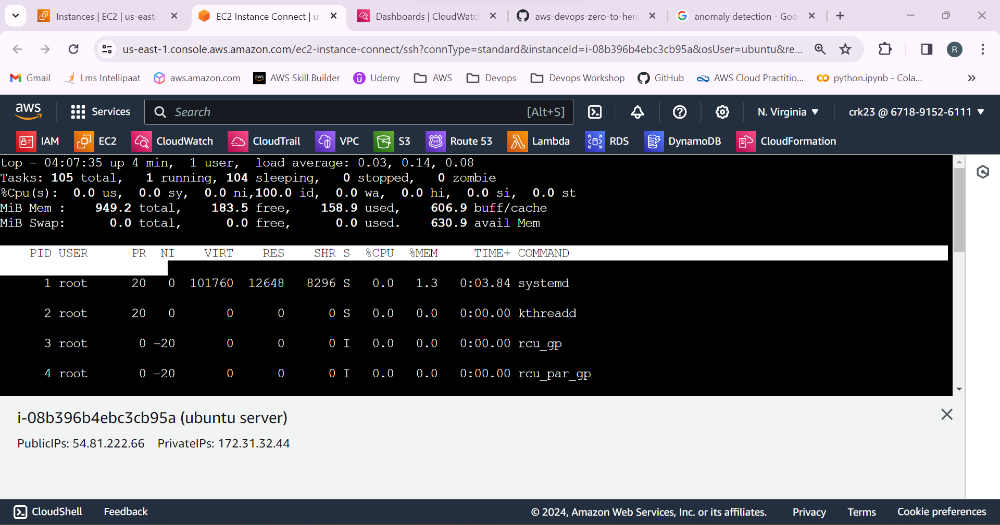 Instances | EC2 | us-east-
EC2 Instance Connect | us
Dashboards | CloudWatch
aws-devops-zero-to-hero
anomaly detection - Goo
us-east-1.console.aws.amazon.com/ec2-instance-connect/ssh?connType=standard&instanceId=i-08b396b4ebc3cb95a&osUser=ubuntu&re...
R
Gmail
Lms Intellipaat
aws.amazon.com
aws
AWS Skill Builder
Udemy
AWS
Devops
Devops Workshop
GitHub
AWS Cloud Practitio...
python.ipynb - Cola...
aws
Services
Search
[Alt+S]
N. Virginia
crk23 @ 6718-9152-6111
IAM
EC2
CloudWatch
CloudTrail
VPC
S3
Route 53
Lambda
RDS
DynamoDB
CloudFormation
top - 04:07:35 up 4 min,  1 user,  load average: 0.03, 0.14, 0.08
Tasks: 105 total,   1 running, 104 sleeping,   0 stopped,   0 zombie
%Cpu(s):  0.0 us,  0.0 sy,  0.0 ni,100.0 id,  0.0 wa,  0.0 hi,  0.0 si,  0.0 st
MiB Mem :    949.2 total,    183.5 free,    158.9 used,    606.9 buff/cache
MiB Swap:      0.0 total,      0.0 free,      0.0 used.    630.9 avail Mem
PID USER      PR  NI    VIRT    RES    SHR S  %CPU  %MEM     TIME+ COMMAND
1 root      20   0  101760  12648   8296 S   0.0   1.3   0:03.84 systemd
2 root      20   0       0      0      0 S   0.0   0.0   0:00.00 kthreadd
3 root       0 -20       0      0      0 I   0.0   0.0   0:00.00 rcu_gp
4 root       0 -20       0      0      0 I   0.0   0.0   0:00.00 rcu_par_gp
i-08b396b4ebc3cb95a (ubuntu server)
PublicIPs: 54.81.222.66 PrivateIPs: 172.31.32.44
CloudShell
Feedback
© 2024, Amazon Web Services, Inc. or its affiliates.
Privacy
Terms
Cookie preferences